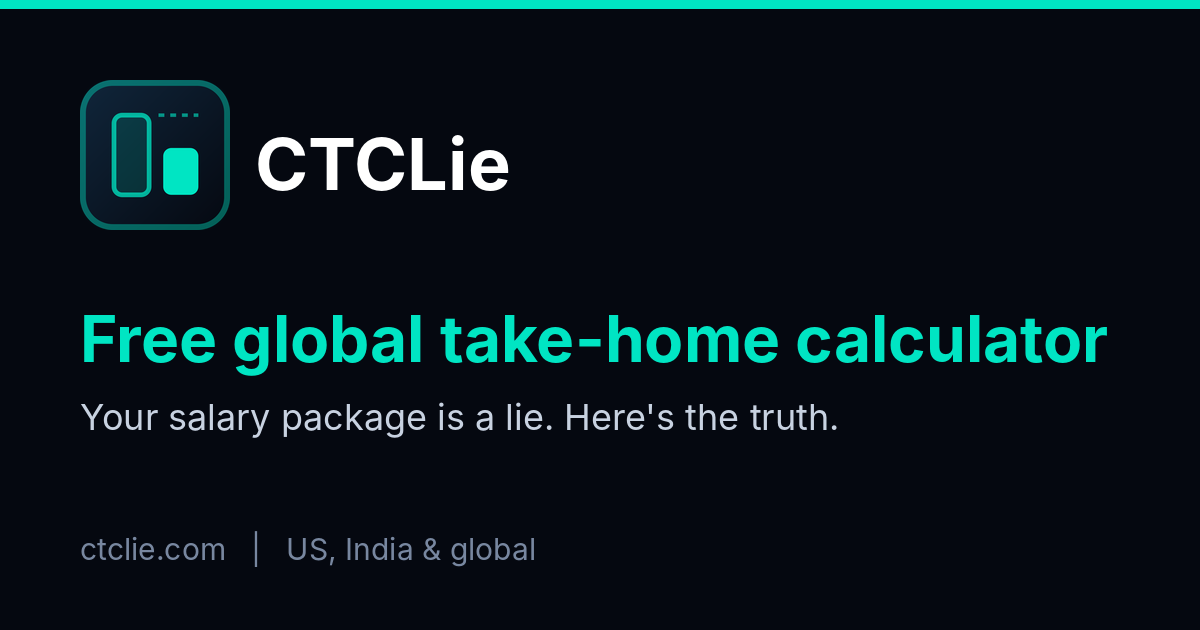 CTCLie
Free global take-home calculator
Your salary package is a lie. Here's the truth.
ctclie.com | US, India & global